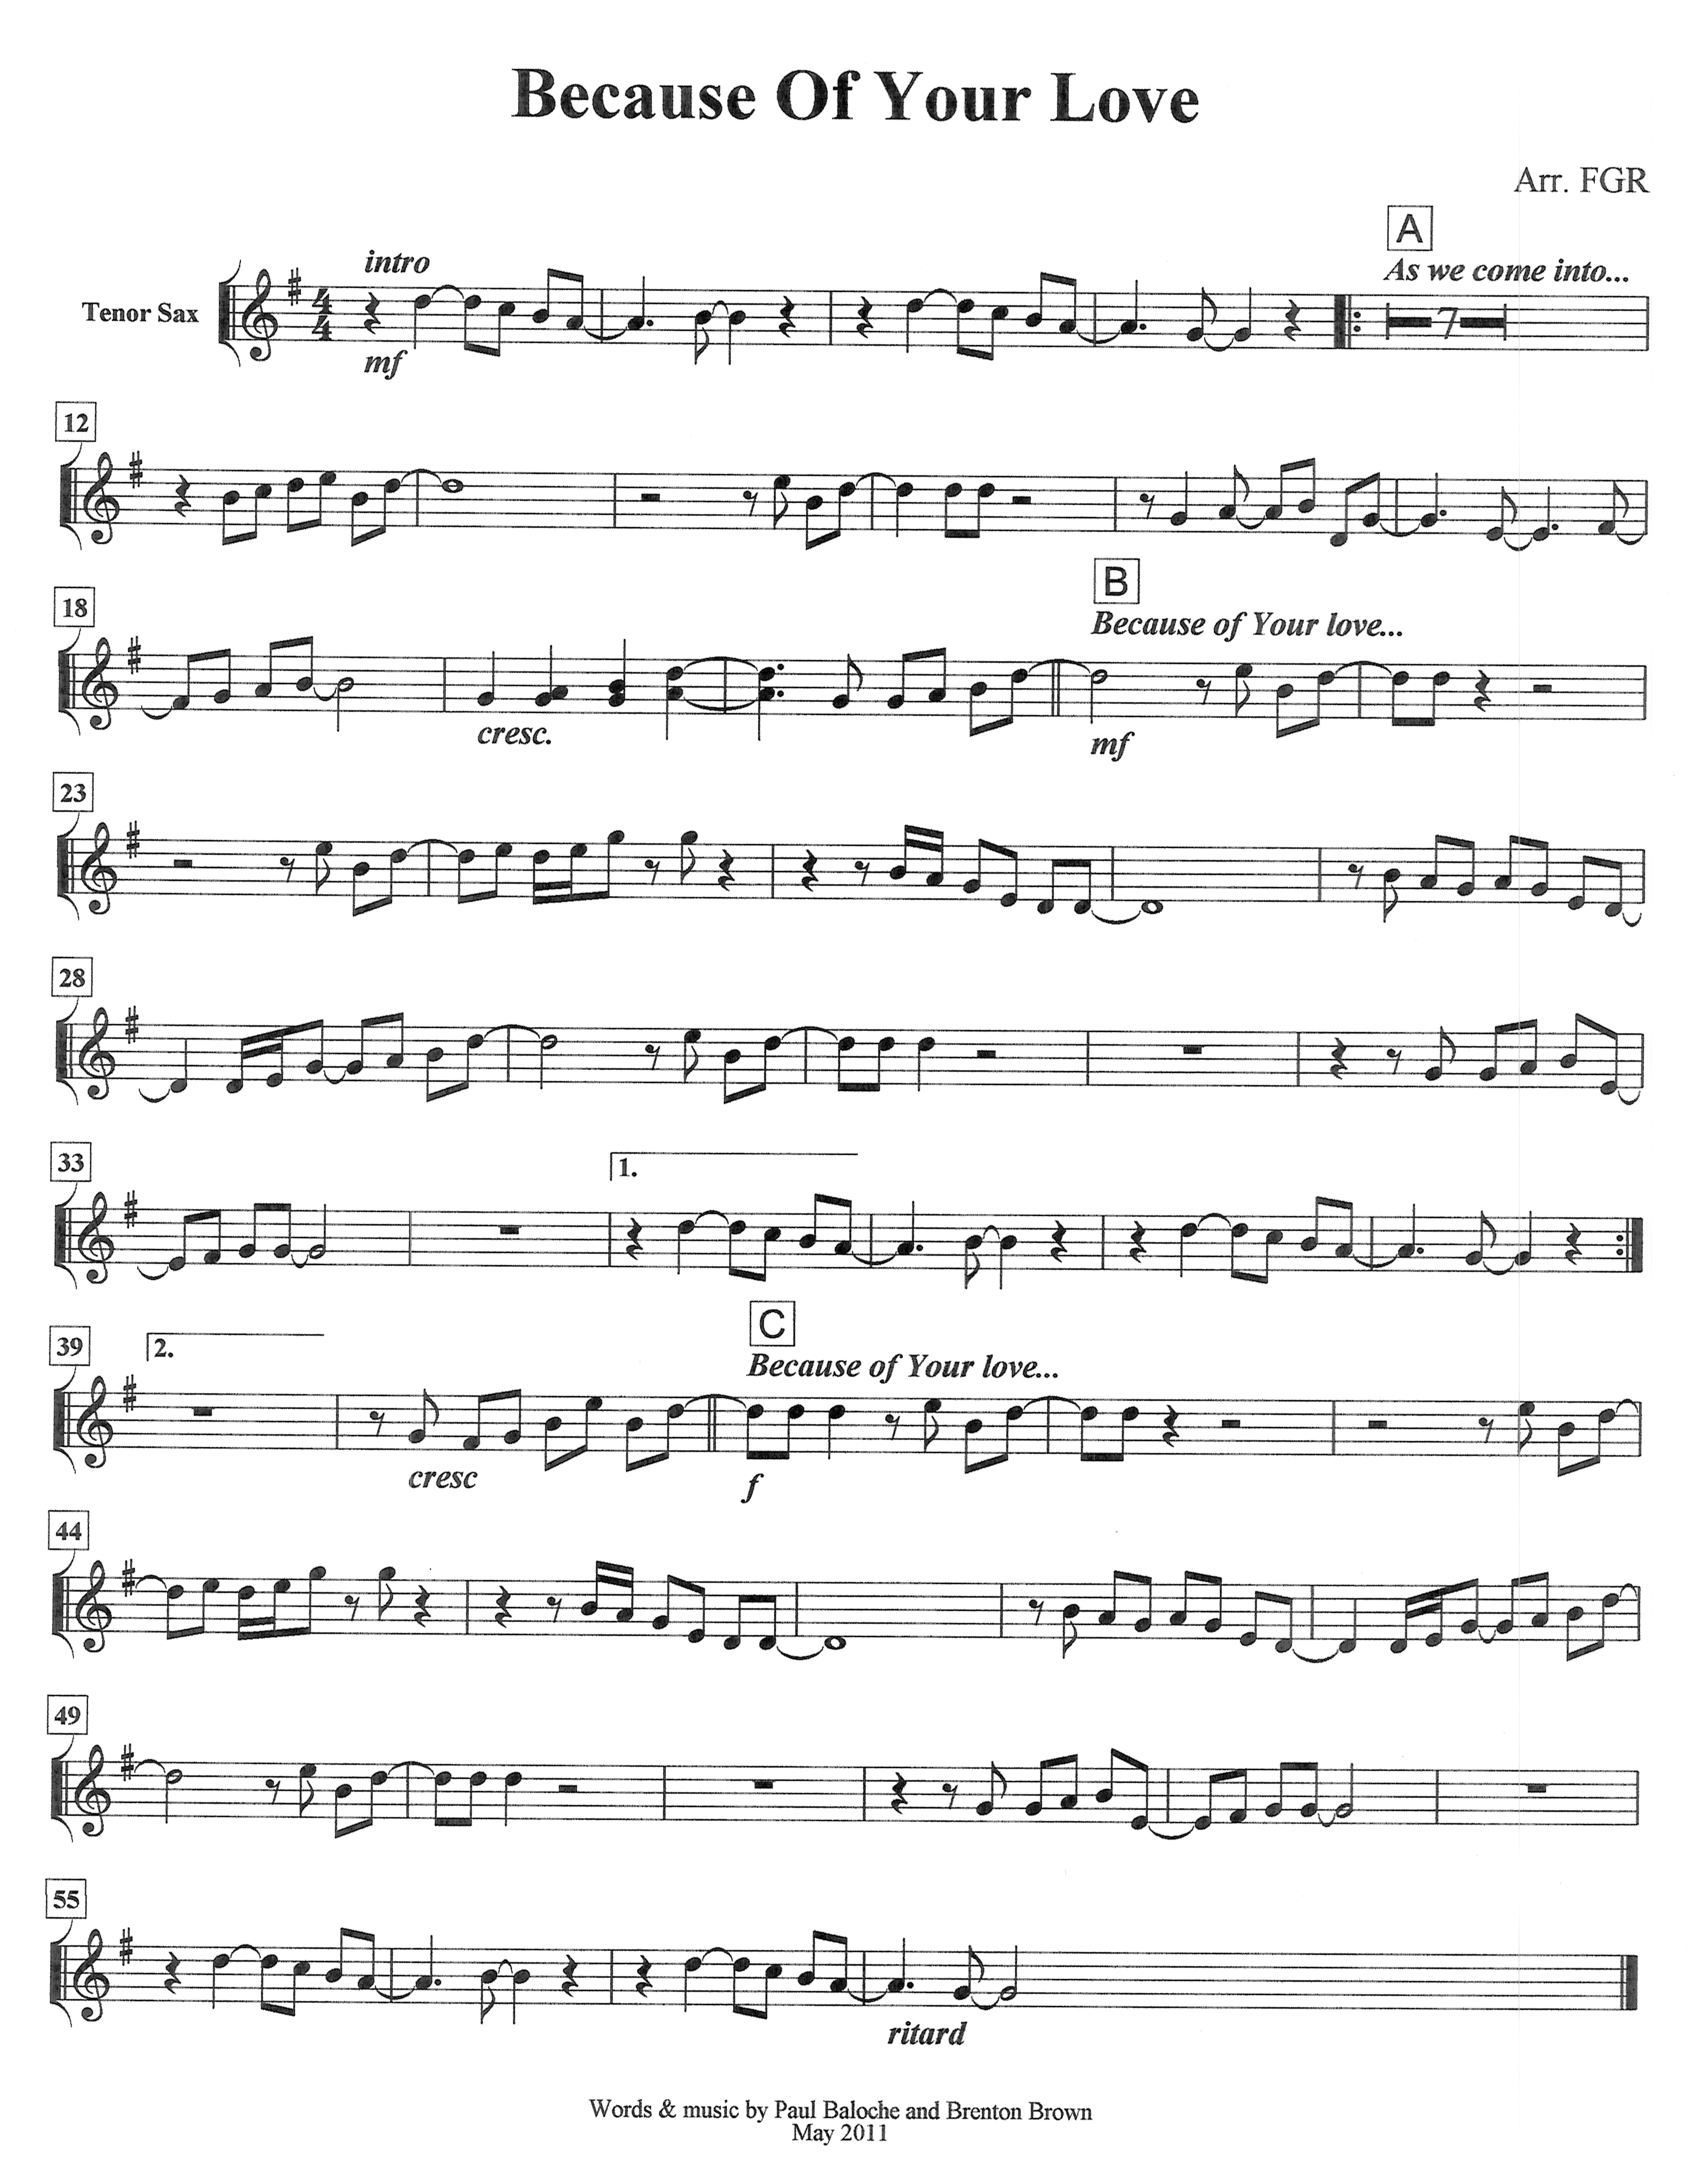 Because Of Your Love
Arr. FGR
A
intro
As we come into...
Tenor Sax
4
4
7
mf
12
B
18
Because of Your love...
cresc.
mf
23
28
33
1.
C
39
2.
Because of Your love...
cresc
f
44
49
55
ritard
Words & music by Paul Baloche and Brenton Brown
May 2011